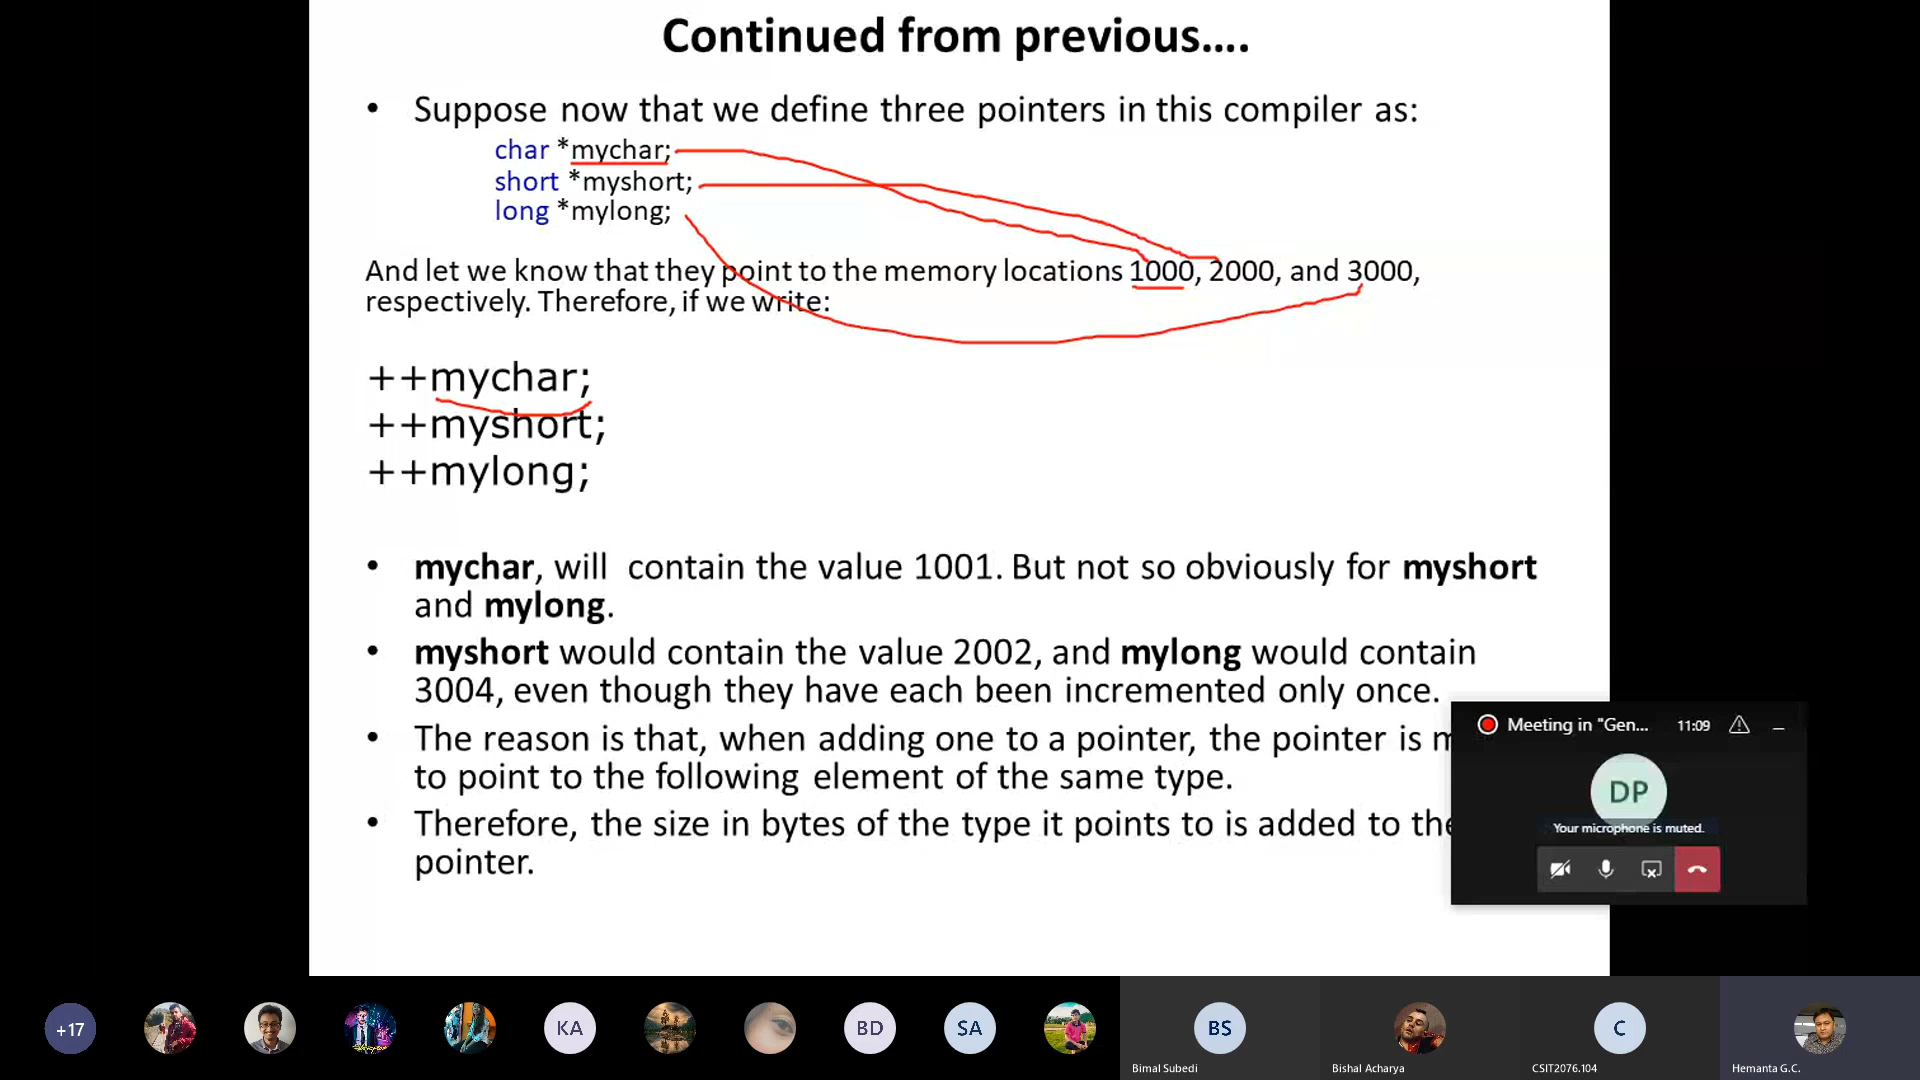 Continued from previous....
• Suppose now that we define three pointers in this compiler as:
char *mychar;
short *myshort;
long *mylong;
And let we know that they point to the memory locations 1000, 2000, and 3000,
respectively. Therefore, if we write:
++mychar;
++myshort;
++mylong;
• mychar, will contain the value 1001. But not so obviously for myshort
and mylong.
• myshort would contain the value 2002, and mylong would contain
3004, even though they have each been incremented only once.
• The reason is that, when adding one to a pointer, the pointer is m
to point to the following element of the same type.
• Therefore, the size in bytes of the type it points to is added to the
pointer.
Meeting in "Gen... 11:09
DP
Your microphone is muted.
+17 KA BD SA BS C
Bimal Subedi Bishal Acharya CSIT2076.104 Hemanta G.C.